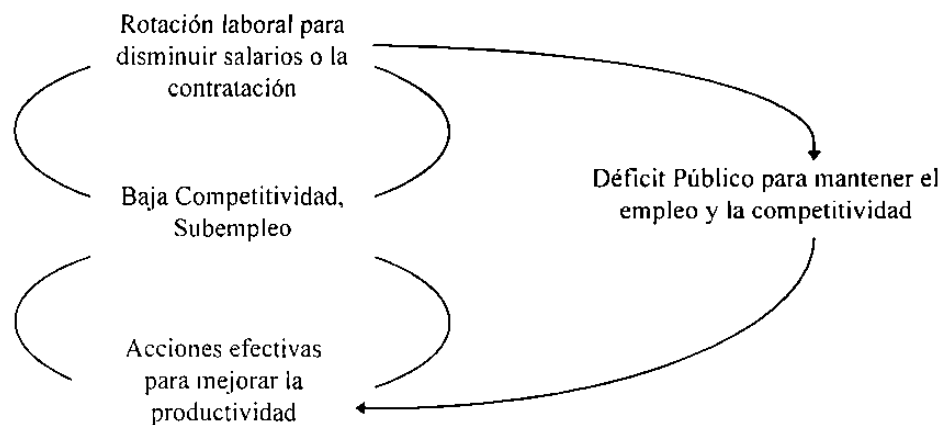 Rotación laboral para
disminuir salarios o la
contratación
Baja Competitividad,
Subempleo
Déficit Público para mantener el
empleo y la competitividad
Acciones efectivas
para mejorar la
productividad